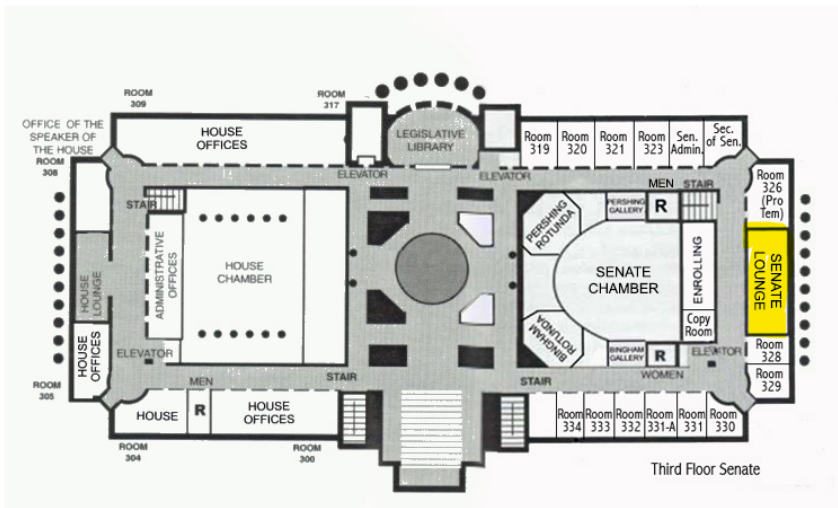 ROOM
309
ROOM
317
OFFICE OF THE
SPEAKER OF
THE HOUSE
ROOM
308
HOUSE
OFFICES
LEGISLATIVE
LIBRARY
ELEVATOR
ELEVATOR
Room
319
Room
320
Room
321
Room
323
Sen.
Admin.
Sec.
of Sen.
MEN
STAIR
Room
326
(Pro
Tem)
STAIR
ADMINISTRATIVE
OFFICES
HOUSE
CHAMBER
PERSHING
ROTUNDA
PERSHING
GALLERY
R
SENATE
CHAMBER
ENROLLING
SENATE
LOUNGE
HOUSE
LOUNGE
HOUSE
OFFICES
BINGHAM
ROTUNDA
BINGHAM
GALLERY
R
Copy
Room
ELEVATOR
ELEVATOR
Room
328
Room
329
ROOM
305
MEN
STAIR
STAIR
WOMEN
HOUSE
R
HOUSE
OFFICES
Room
334
Room
333
Room
332
Room
331-A
Room
331
Room
330
ROOM
304
ROOM
300
Third Floor Senate